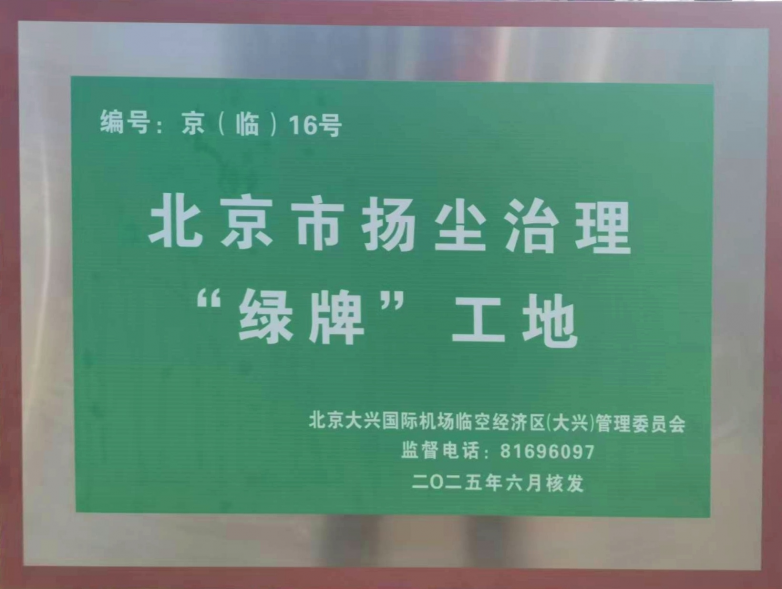 编号：京（临）16号
北京市扬尘治理
“绿牌”工地
北京大兴国际机场临空经济区(大兴)管理委员会
监督电话：81696097
二〇二五年六月核发